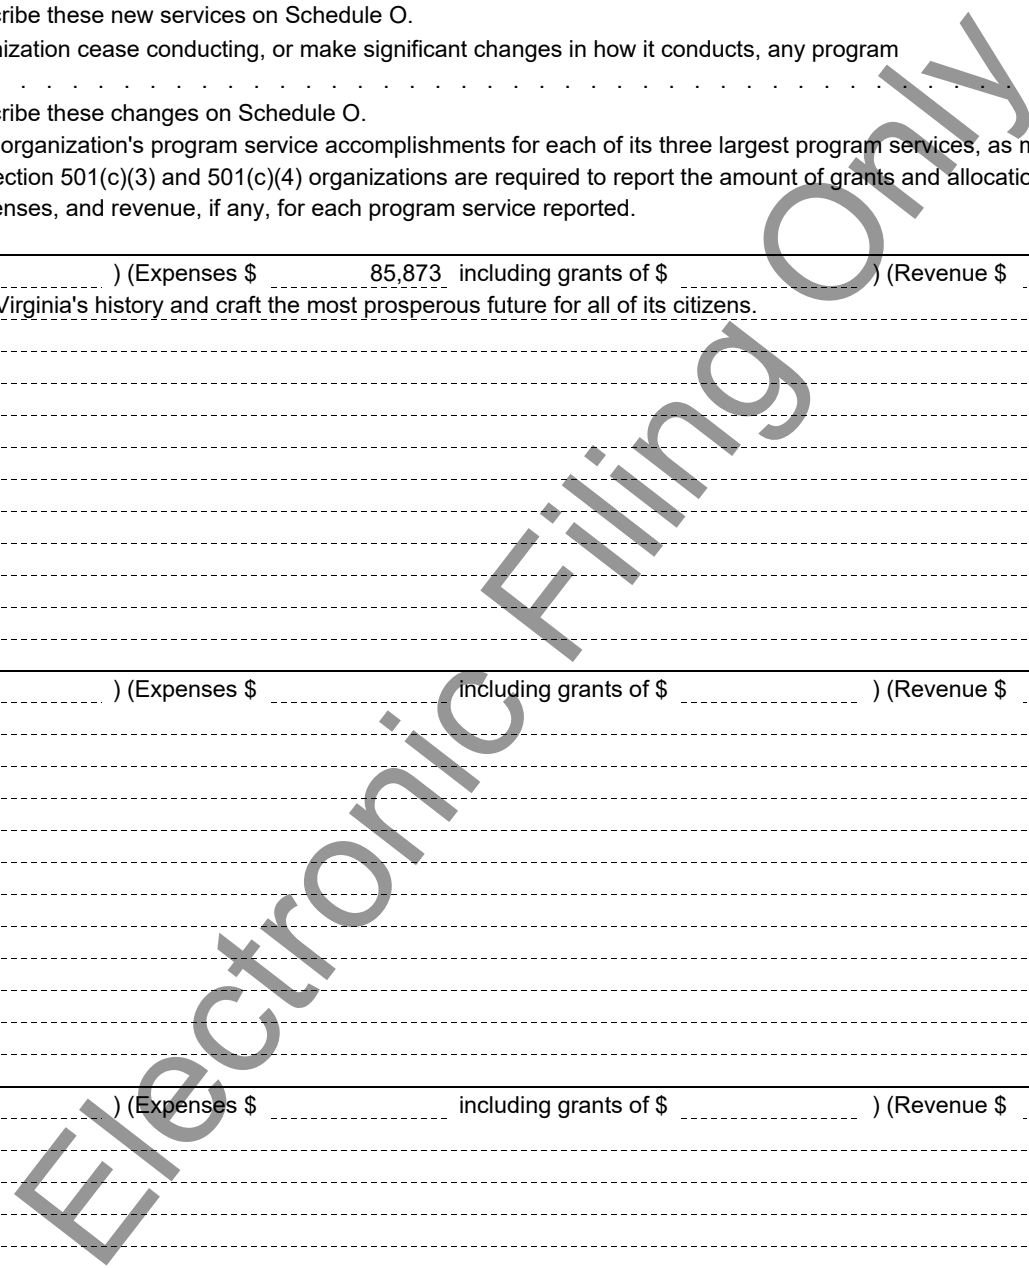 ribe these new services on Schedule O.
nization cease conducting, or make significant changes in how it conducts, any program
. . . . . . . . . . . . . . . . . . . . . . . . . . . . . . . . . . . . . . .
ribe these changes on Schedule O.
organization's program service accomplishments for each of its three largest program services, as m
ection 501(c)(3) and 501(c)(4) organizations are required to report the amount of grants and allocatio
enses, and revenue, if any, for each program service reported.
) (Expenses $ 85,873 including grants of $ ) (Revenue $
Virginia's history and craft the most prosperous future for all of its citizens.
) (Expenses $ including grants of $ ) (Revenue $
) (Expenses $ including grants of $ ) (Revenue $
Electronic Filing Only